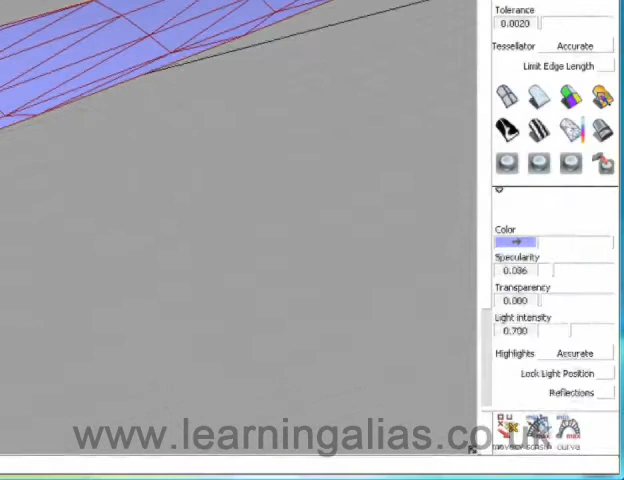 Tolerance
0.0020
Tessellator Accurate
Limit Edge Length
Color
Specularity
0.086
Transparency
0.000
Light intensity
0.700
Highlights Accurate
Lock Light Position
Reflections
www.learningalias.co.uk